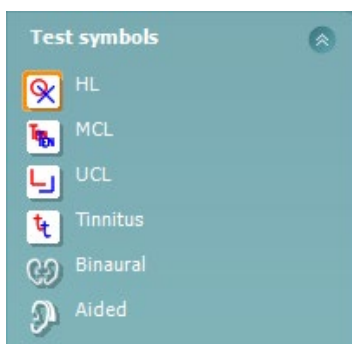 Test symbols
HL
MCL
UCL
Tinnitus
Binaural
Aided